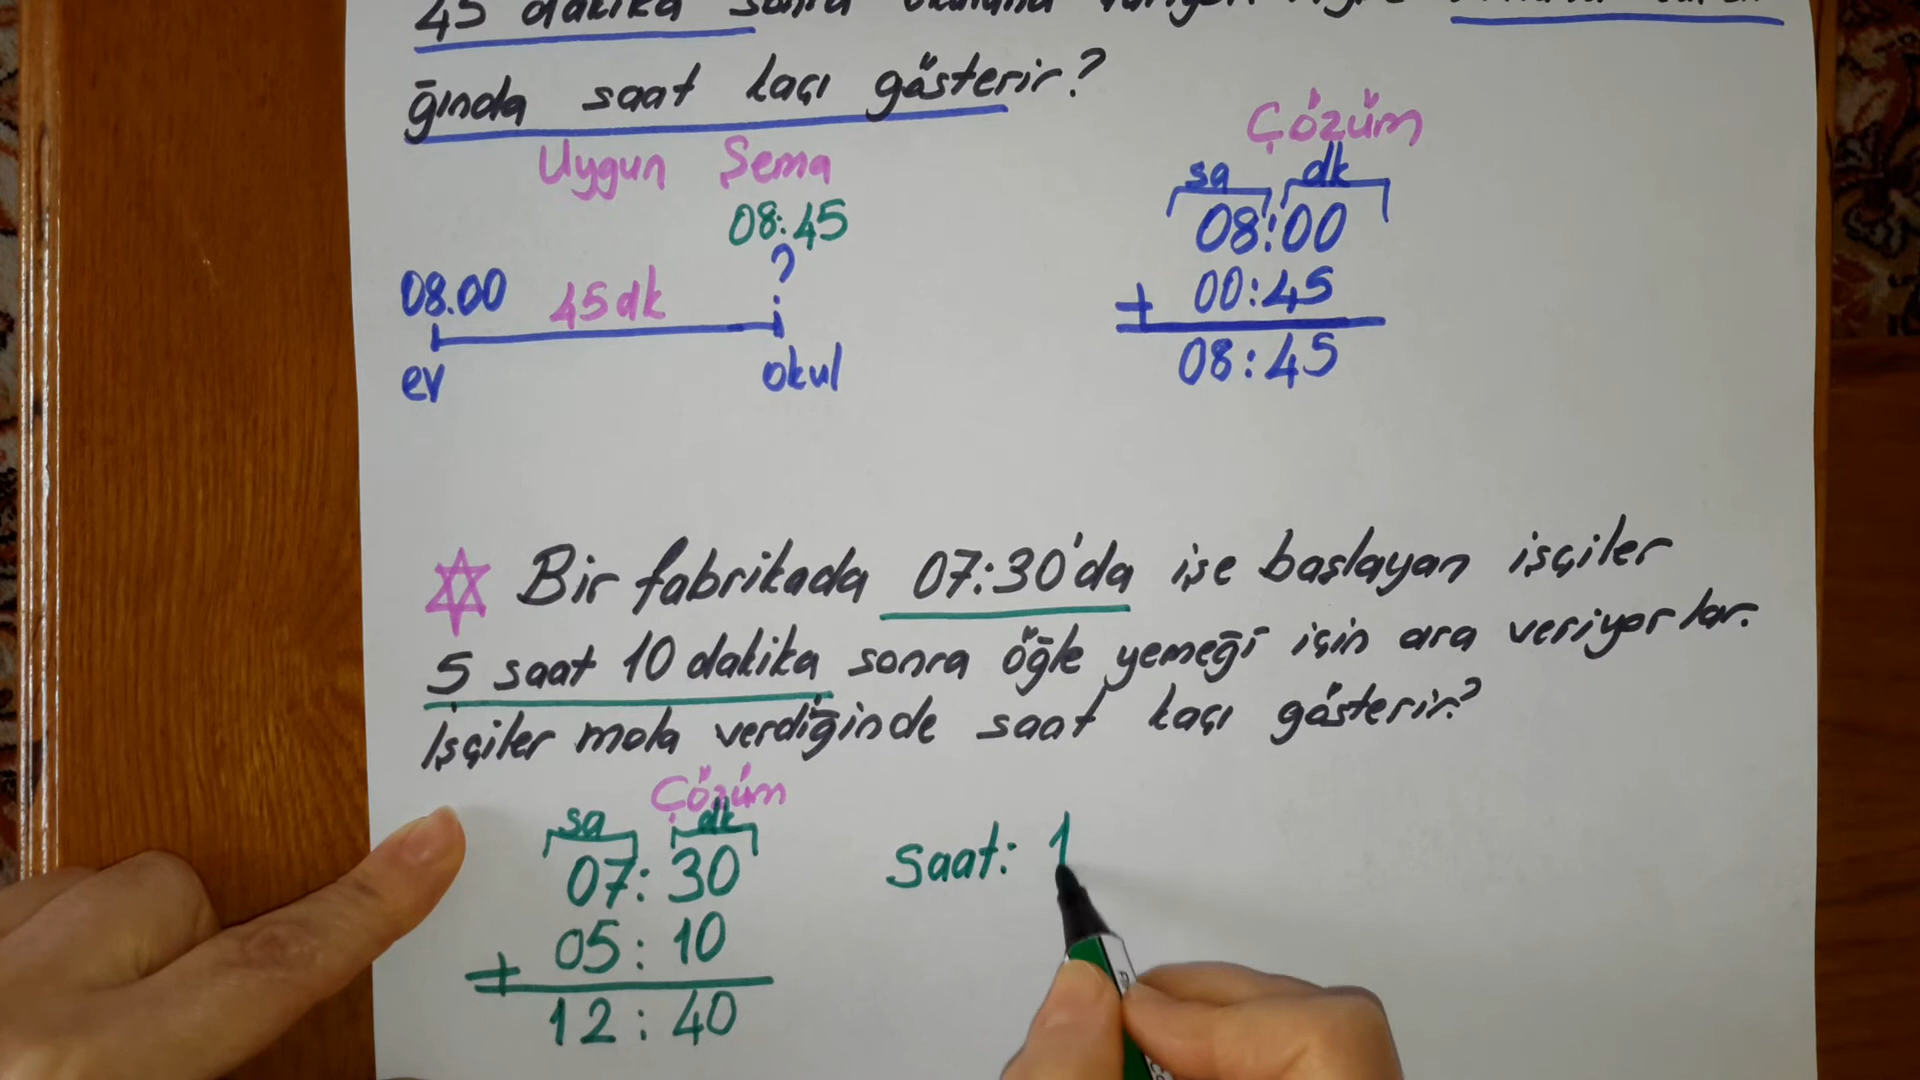 45 dakika sonra
ğında saat kaçı gösterir?
Uygun Şema
08:45
?
08.00 45dk
ev okul
Çözüm
sa dk
08:00
+ 00:45
08:45
Bir fabrikada 07:30'da işe başlayan işçiler
5 saat 10 dakika sonra öğle yemeği için ara veriyorlar.
İşçiler mola verdiğinde saat kaçı gösterir?
Çözüm
sa dk
07: 30
+ 05: 10
12: 40
Saat: 1